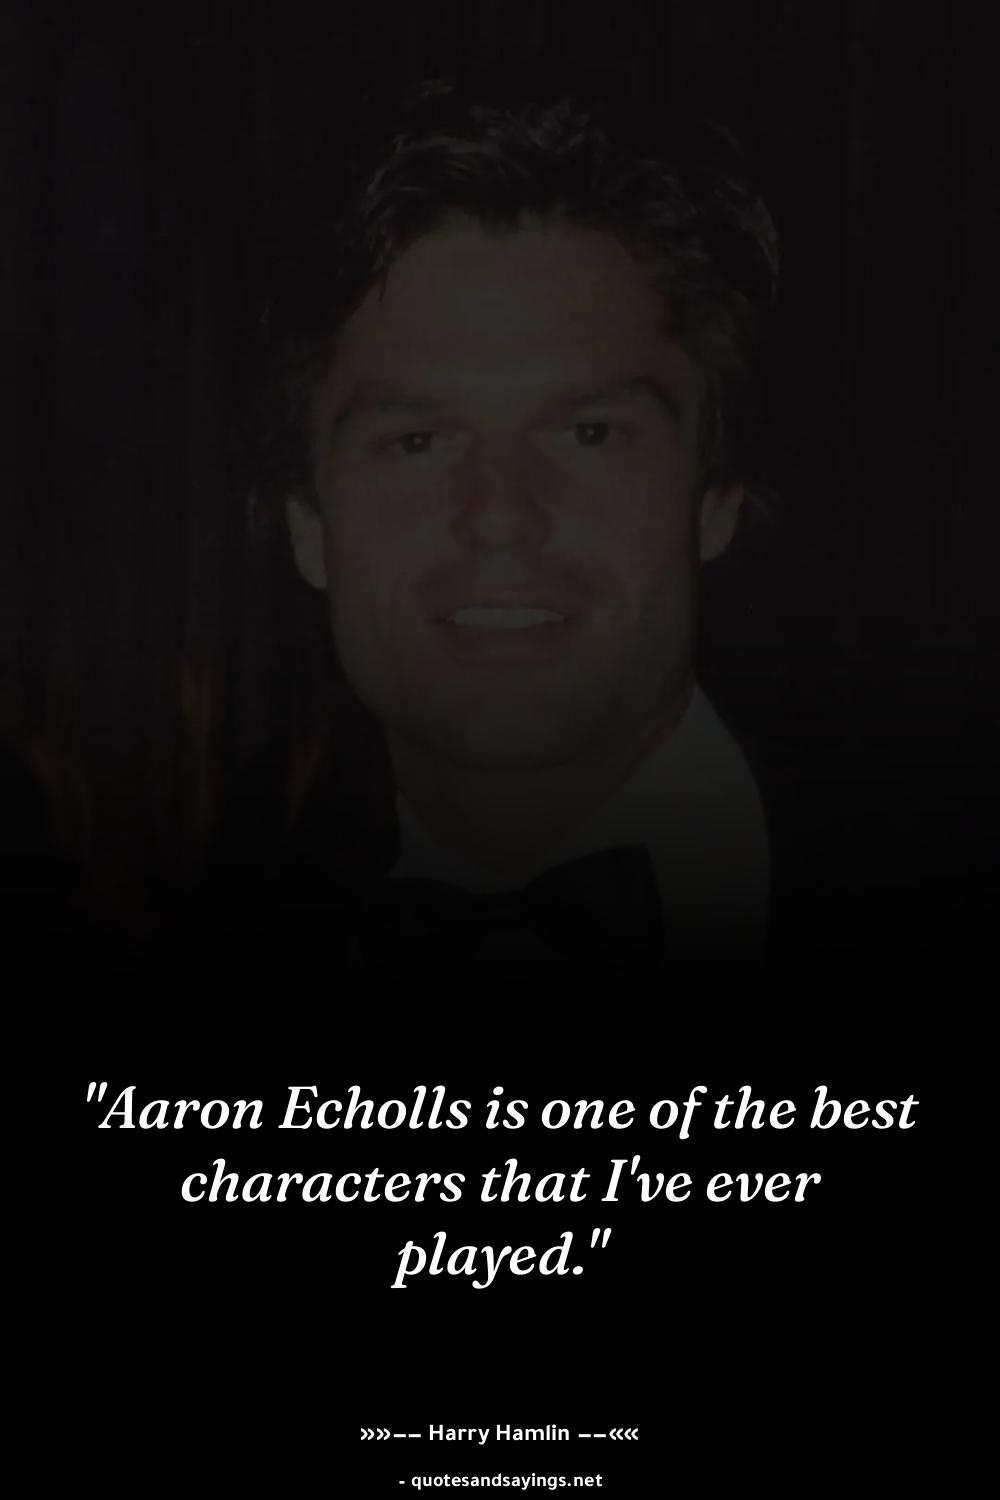 "Aaron Echolls is one of the best
characters that I've ever
played."
»»−− Harry Hamlin −−««
- quotesandsayings.net